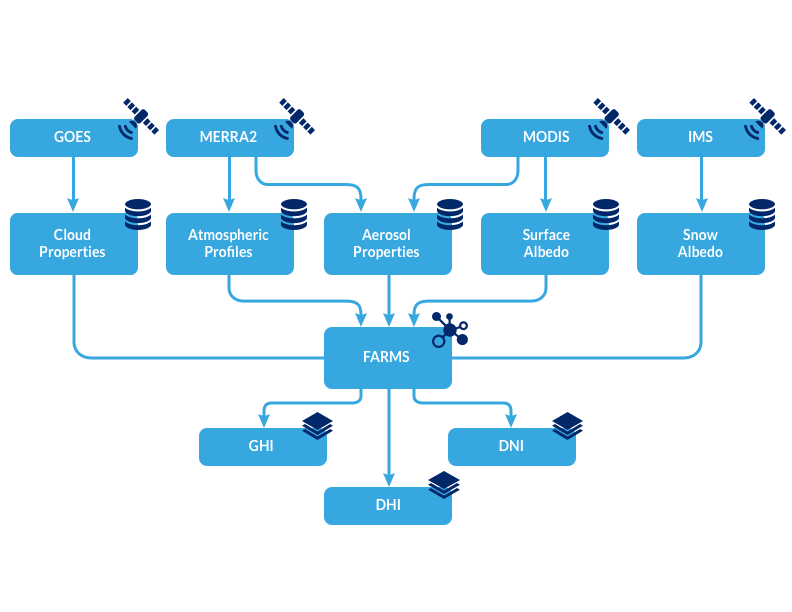 GOES
MERRA2
MODIS
IMS
Cloud
Properties
Atmospheric
Profiles
Aerosol
Properties
Surface
Albedo
Snow
Albedo
FARMS
GHI
DNI
DHI